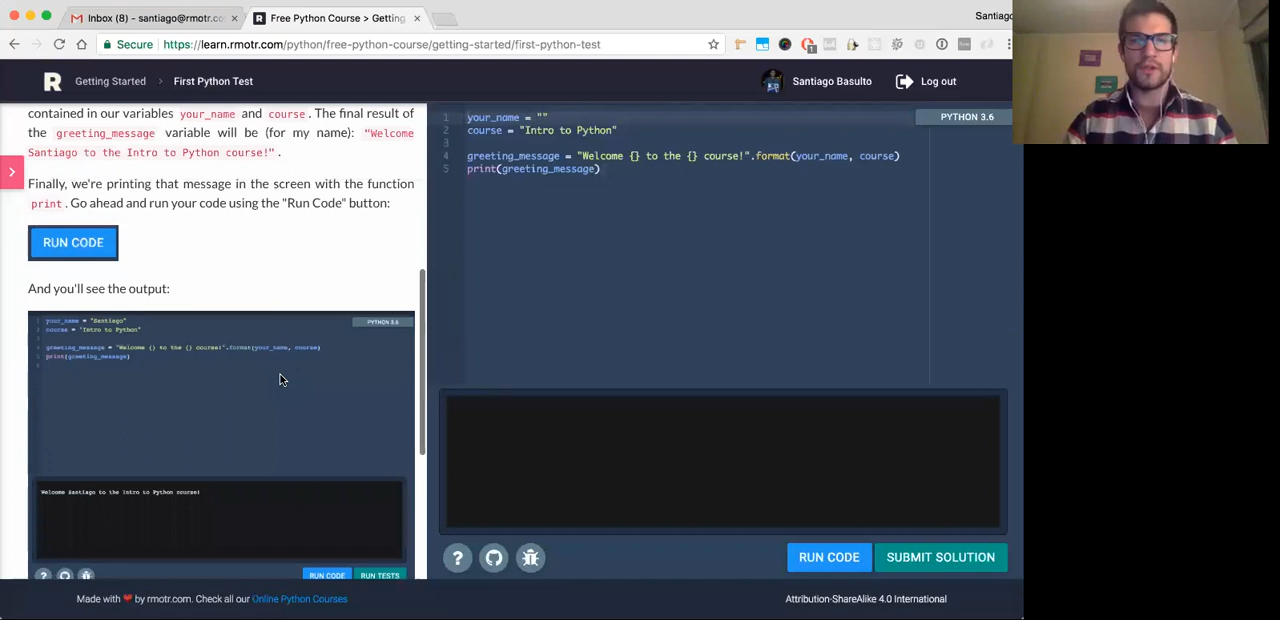 Inbox (8) - santiago@rmotr.co
Free Python Course > Getting
Santiago
Secure
https://learn.rmotr.com/python/free-python-course/getting-started/first-python-test
R
Getting Started
First Python Test
Santiago Basulto
Log out
contained in our variables your_name and course. The final result of
the greeting_message variable will be (for my name): "Welcome
Santiago to the Intro to Python course!".
Finally, we're printing that message in the screen with the function
print. Go ahead and run your code using the "Run Code" button:
RUN CODE
And you'll see the output:
1 your_name = "Santiago"
2 course = "Intro to Python"
3
4 greeting_message = "Welcome {} to the {} course!".format(your_name, course)
5 print(greeting_message)
6
PYTHON 3.6
Welcome Santiago to the Intro to Python course!
?
RUN CODE
RUN TESTS
1 your_name = ""
2 course = "Intro to Python"
3
4 greeting_message = "Welcome {} to the {} course!".format(your_name, course)
5 print(greeting_message)
PYTHON 3.6
?
RUN CODE
SUBMIT SOLUTION
Made with ❤ by rmotr.com. Check all our Online Python Courses
Attribution-ShareAlike 4.0 International